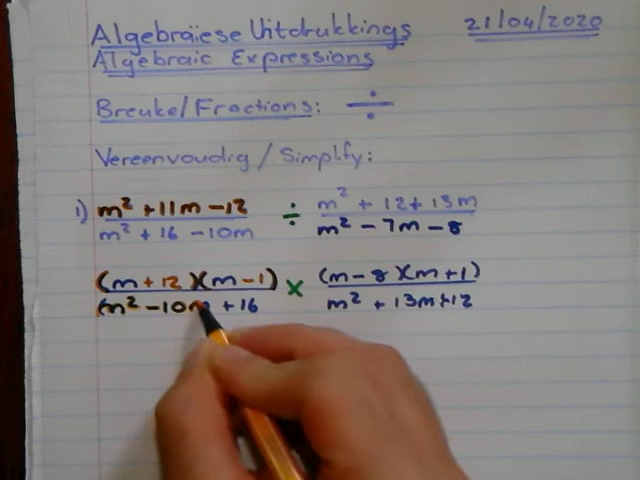 Algebraïese Uitdrukkings 21/04/2020
Algebraic Expressions
Breuke/Fractions: ÷
Vereenvoudig / Simplify:
1) m² + 11m - 12 ÷ m² + 12 + 13m
m² + 16 - 10m m² - 7m - 8
(m + 12)(m - 1) × (m - 8)(m + 1)
(m² - 10m + 16 m² + 13m + 12